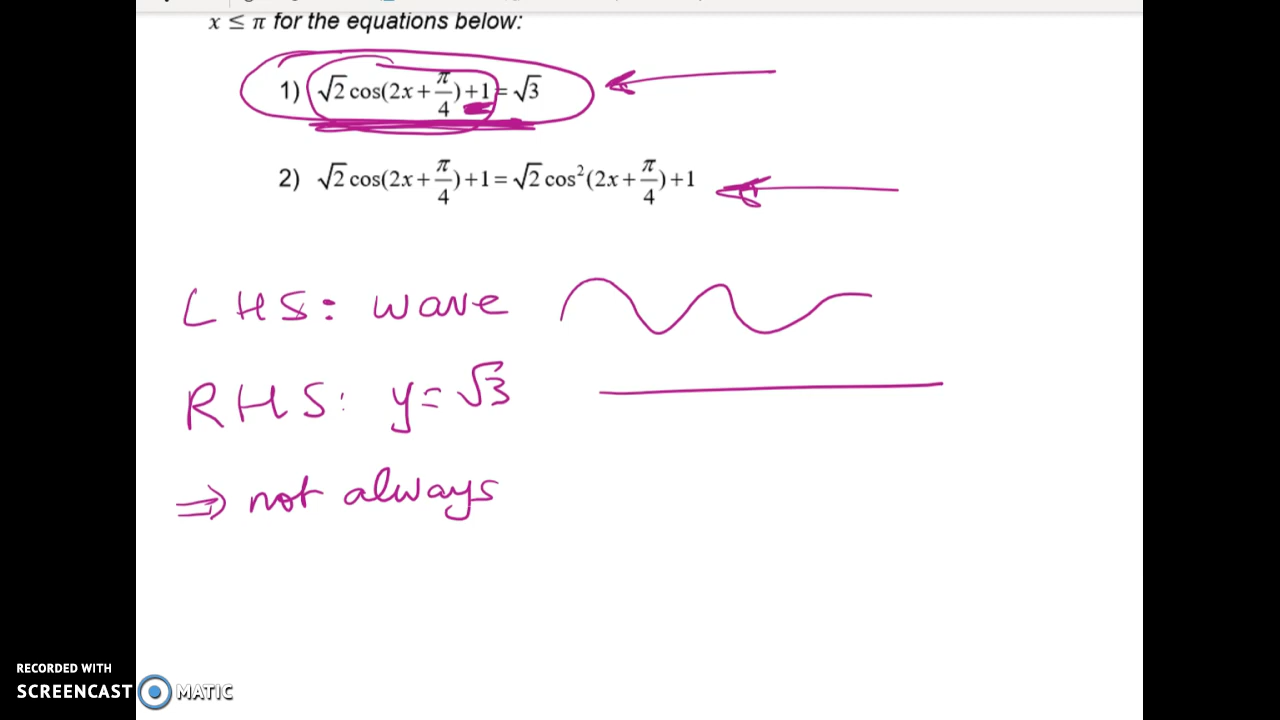 x ≤ π for the equations below:
1) √2 cos(2x + π/4) + 1 = √3
2) √2 cos(2x + π/4) + 1 = √2 cos²(2x + π/4) + 1
LHS: wave
RHS: y = √3
⇒ not always
RECORDED WITH
SCREENCAST MATIC